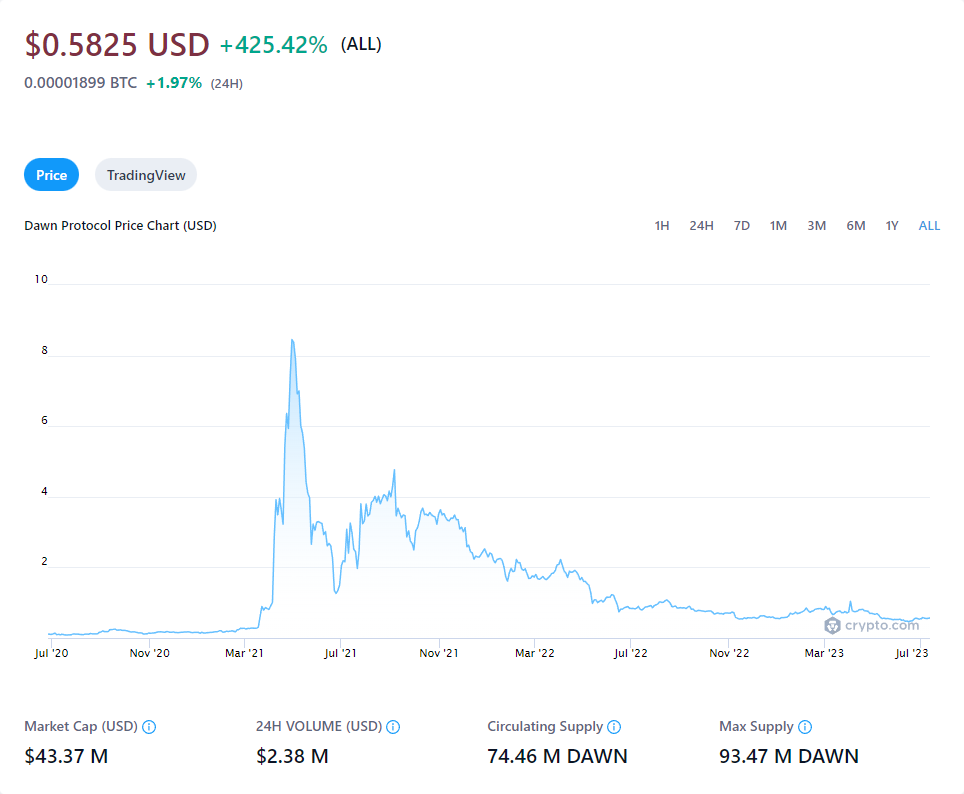 $0.5825 USD +425.42% (ALL)
0.00001899 BTC +1.97% (24H)
Price TradingView
Dawn Protocol Price Chart (USD) 1H 24H 7D 1M 3M 6M 1Y ALL
10
8
6
4
2
crypto.com
Jul '20 Nov '20 Mar '21 Jul '21 Nov '21 Mar '22 Jul '22 Nov '22 Mar '23 Jul '23
Market Cap (USD) 24H VOLUME (USD) Circulating Supply Max Supply
$43.37 M $2.38 M 74.46 M DAWN 93.47 M DAWN